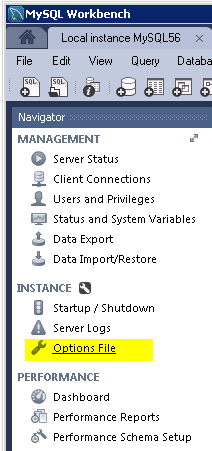 MySQL Workbench
Local instance MySQL56 ×
File Edit View Query Databa
SQL SQL
Navigator
MANAGEMENT
Server Status
Client Connections
Users and Privileges
Status and System Variables
Data Export
Data Import/Restore
INSTANCE
Startup / Shutdown
Server Logs
Options File
PERFORMANCE
Dashboard
Performance Reports
Performance Schema Setup